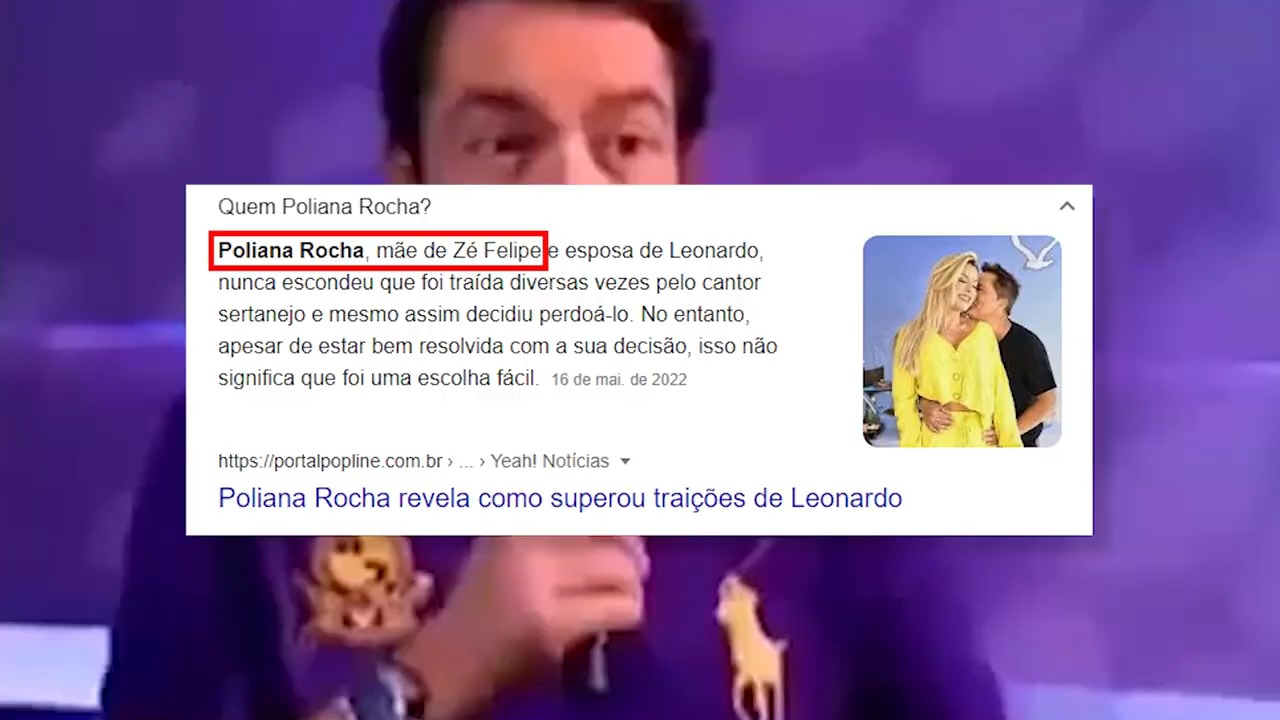 Quem Poliana Rocha?
Poliana Rocha, mãe de Zé Felipe e esposa de Leonardo,
nunca escondeu que foi traída diversas vezes pelo cantor
sertanejo e mesmo assim decidiu perdoá-lo. No entanto,
apesar de estar bem resolvida com a sua decisão, isso não
significa que foi uma escolha fácil. 16 de mai. de 2022
https://portalpopline.com.br › ... › Yeah! Notícias
Poliana Rocha revela como superou traições de Leonardo